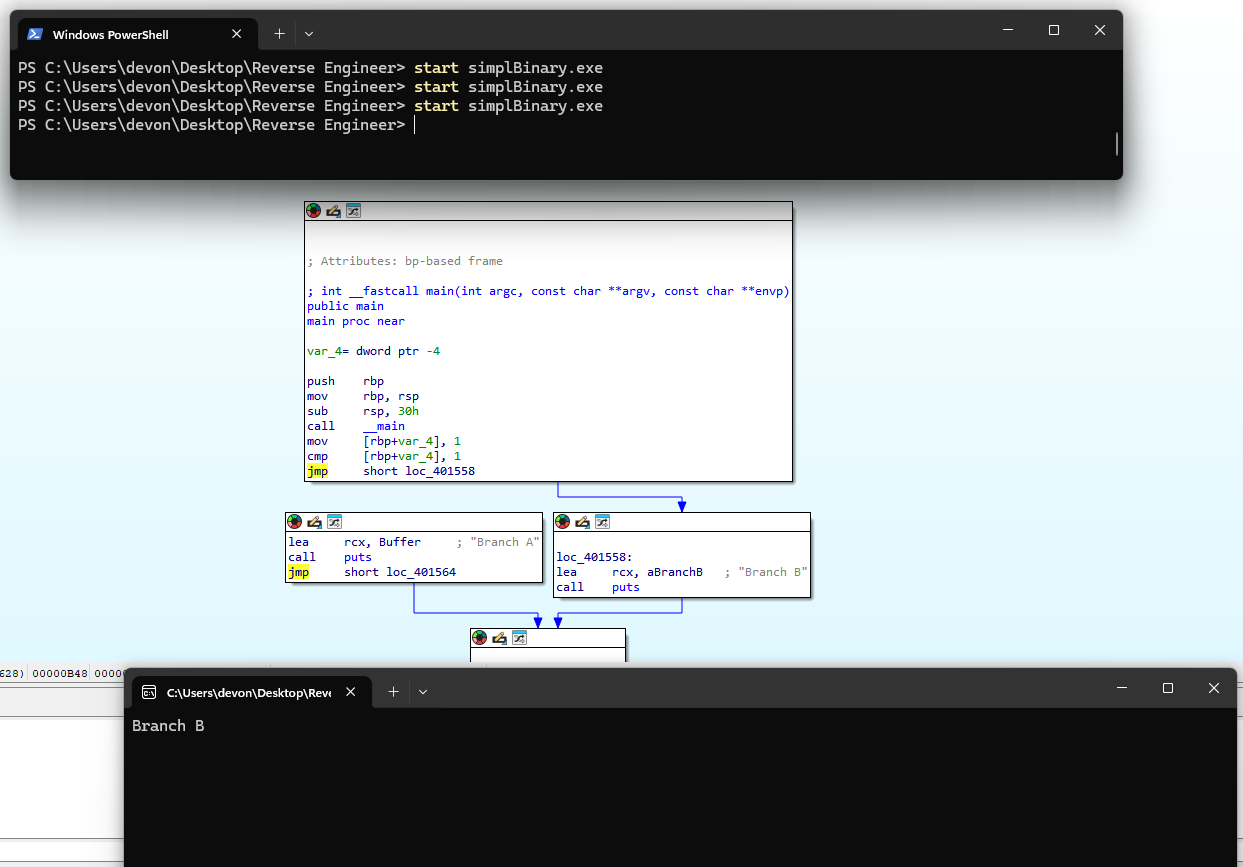 Windows PowerShell
PS C:\Users\devon\Desktop\Reverse Engineer> start simplBinary.exe
PS C:\Users\devon\Desktop\Reverse Engineer> start simplBinary.exe
PS C:\Users\devon\Desktop\Reverse Engineer> start simplBinary.exe
PS C:\Users\devon\Desktop\Reverse Engineer>
; Attributes: bp-based frame
; int __fastcall main(int argc, const char **argv, const char **envp)
public main
main proc near
var_4= dword ptr -4
push rbp
mov rbp, rsp
sub rsp, 30h
call __main
mov [rbp+var_4], 1
cmp [rbp+var_4], 1
jmp short loc_401558
lea rcx, Buffer ; "Branch A"
call puts
jmp short loc_401564
loc_401558:
lea rcx, aBranchB ; "Branch B"
call puts
628) 00000B48 0000
C:\Users\devon\Desktop\Reve
Branch B